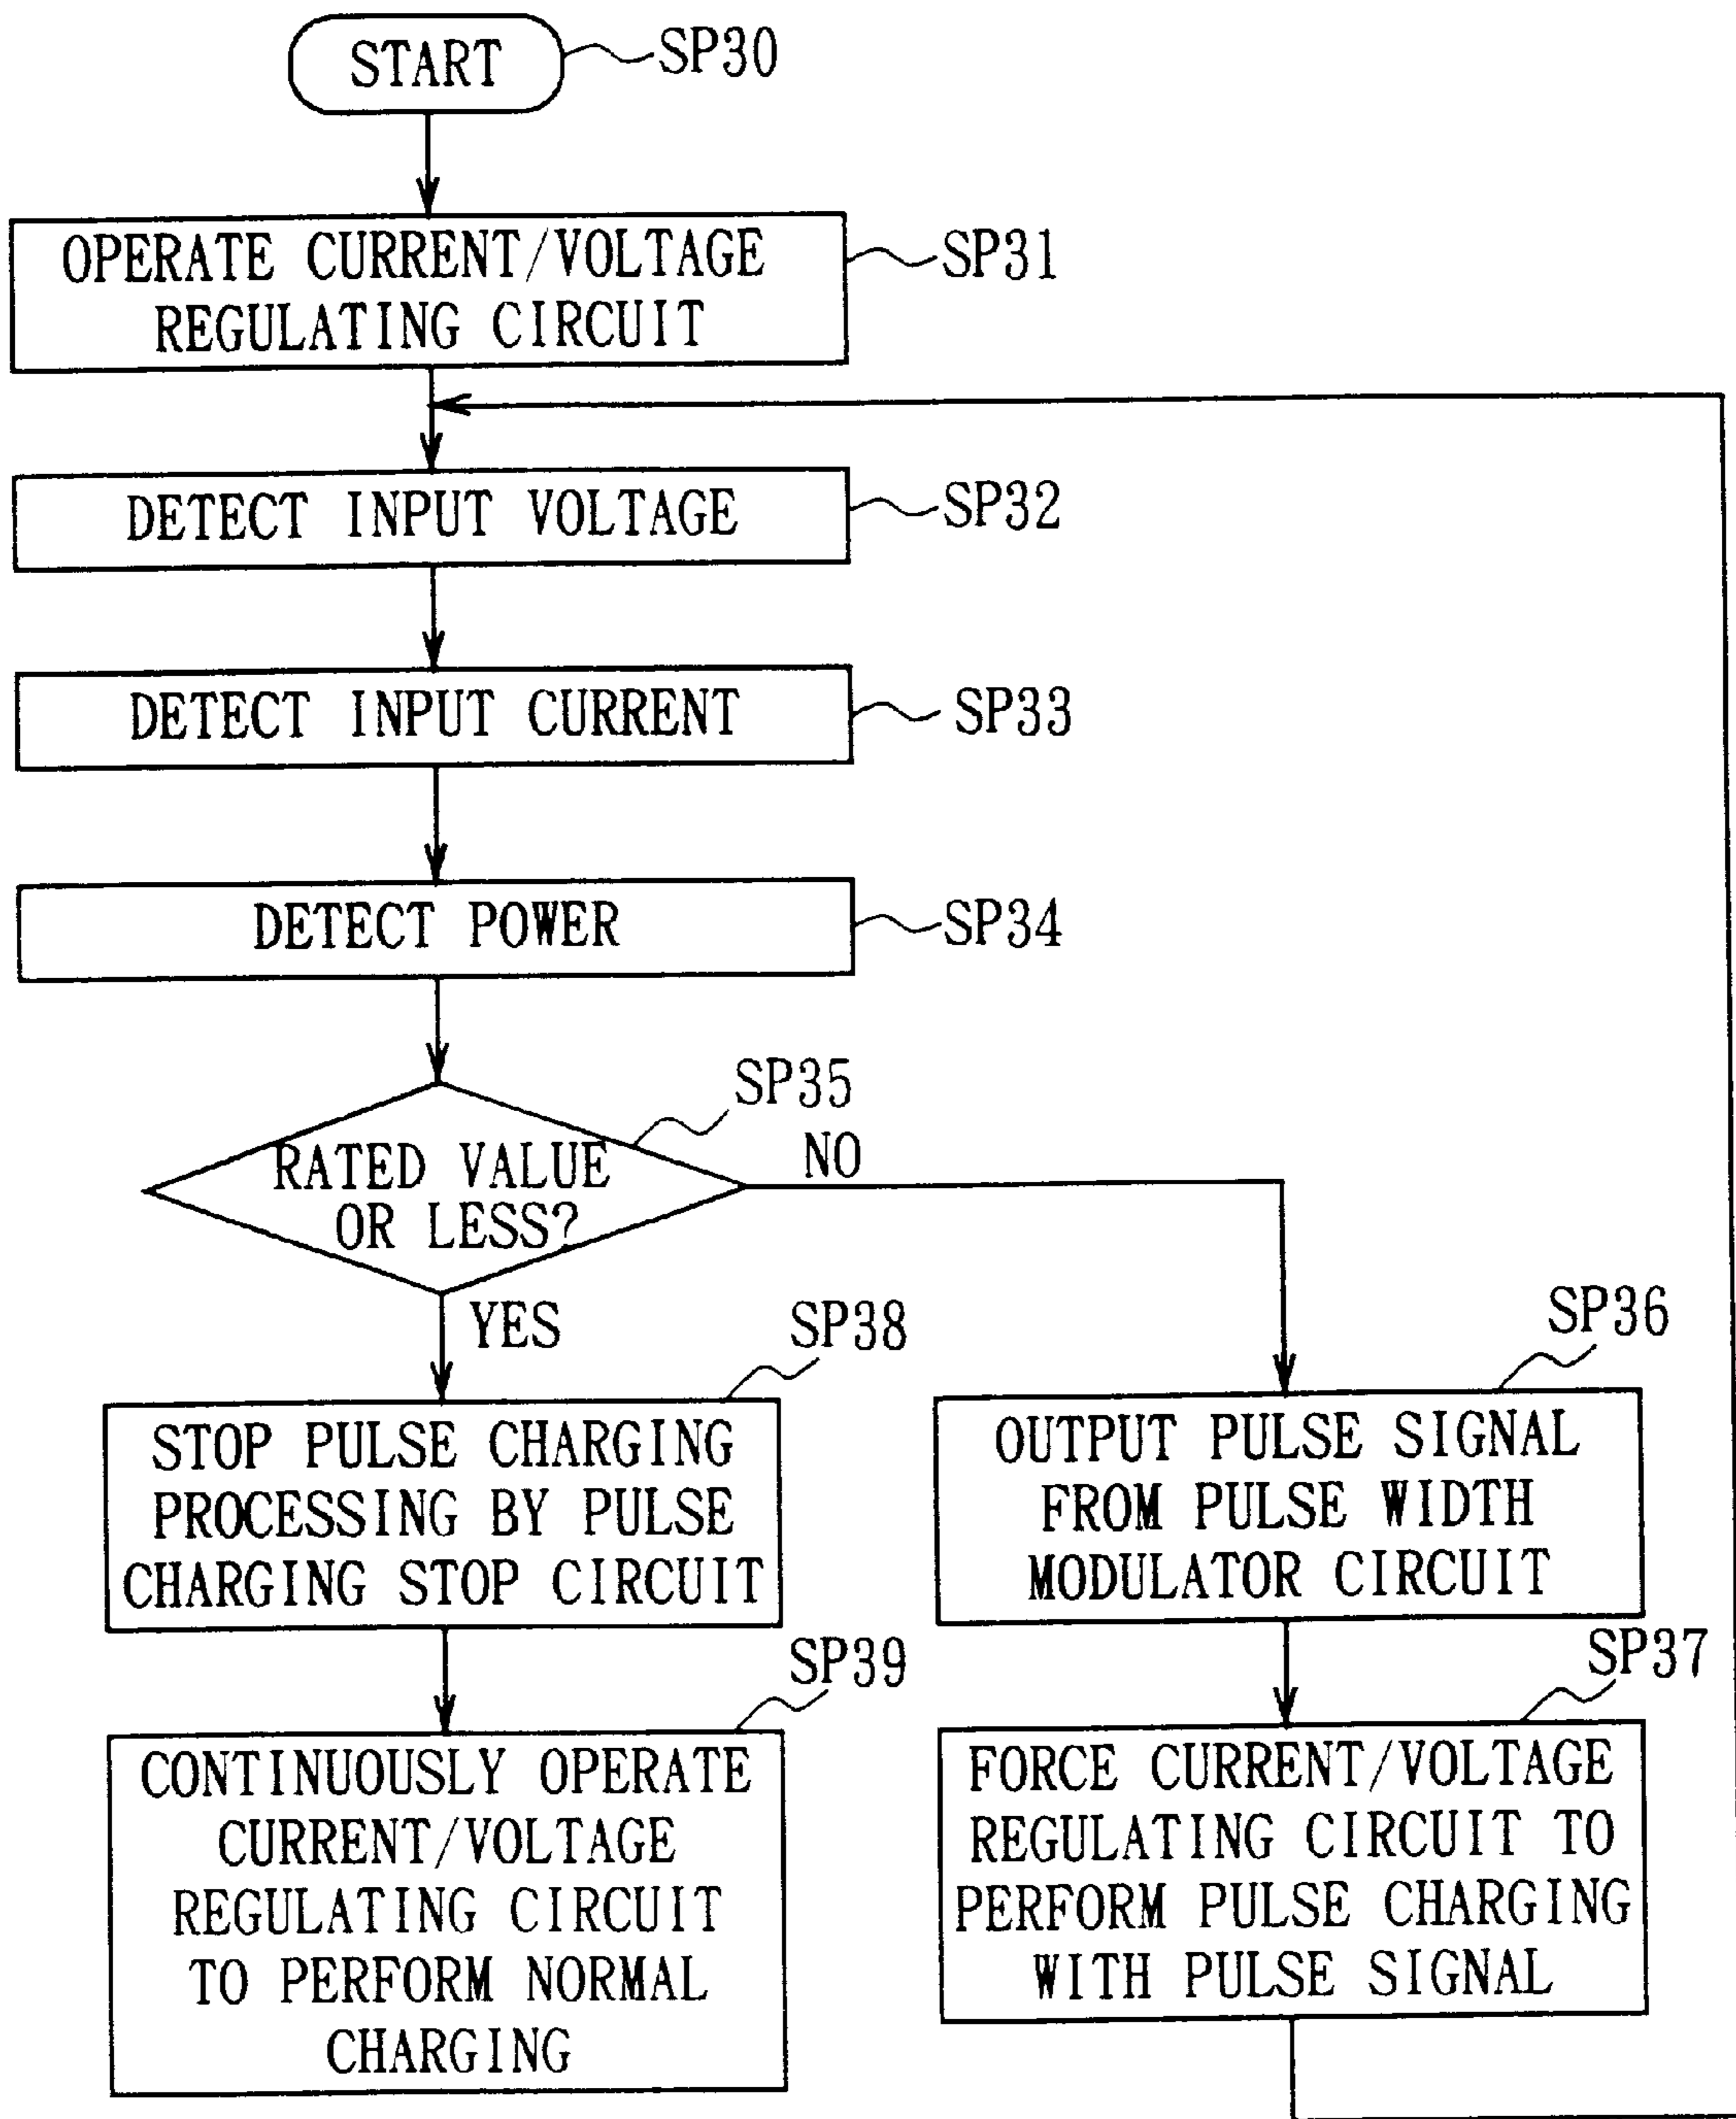 START
SP30
OPERATE CURRENT/VOLTAGE
REGULATING CIRCUIT
SP31
DETECT INPUT VOLTAGE
SP32
DETECT INPUT CURRENT
SP33
DETECT POWER
SP34
SP35
RATED VALUE
OR LESS?
NO
YES
SP38
STOP PULSE CHARGING
PROCESSING BY PULSE
CHARGING STOP CIRCUIT
SP39
CONTINUOUSLY OPERATE
CURRENT/VOLTAGE
REGULATING CIRCUIT
TO PERFORM NORMAL
CHARGING
SP36
OUTPUT PULSE SIGNAL
FROM PULSE WIDTH
MODULATOR CIRCUIT
SP37
FORCE CURRENT/VOLTAGE
REGULATING CIRCUIT TO
PERFORM PULSE CHARGING
WITH PULSE SIGNAL